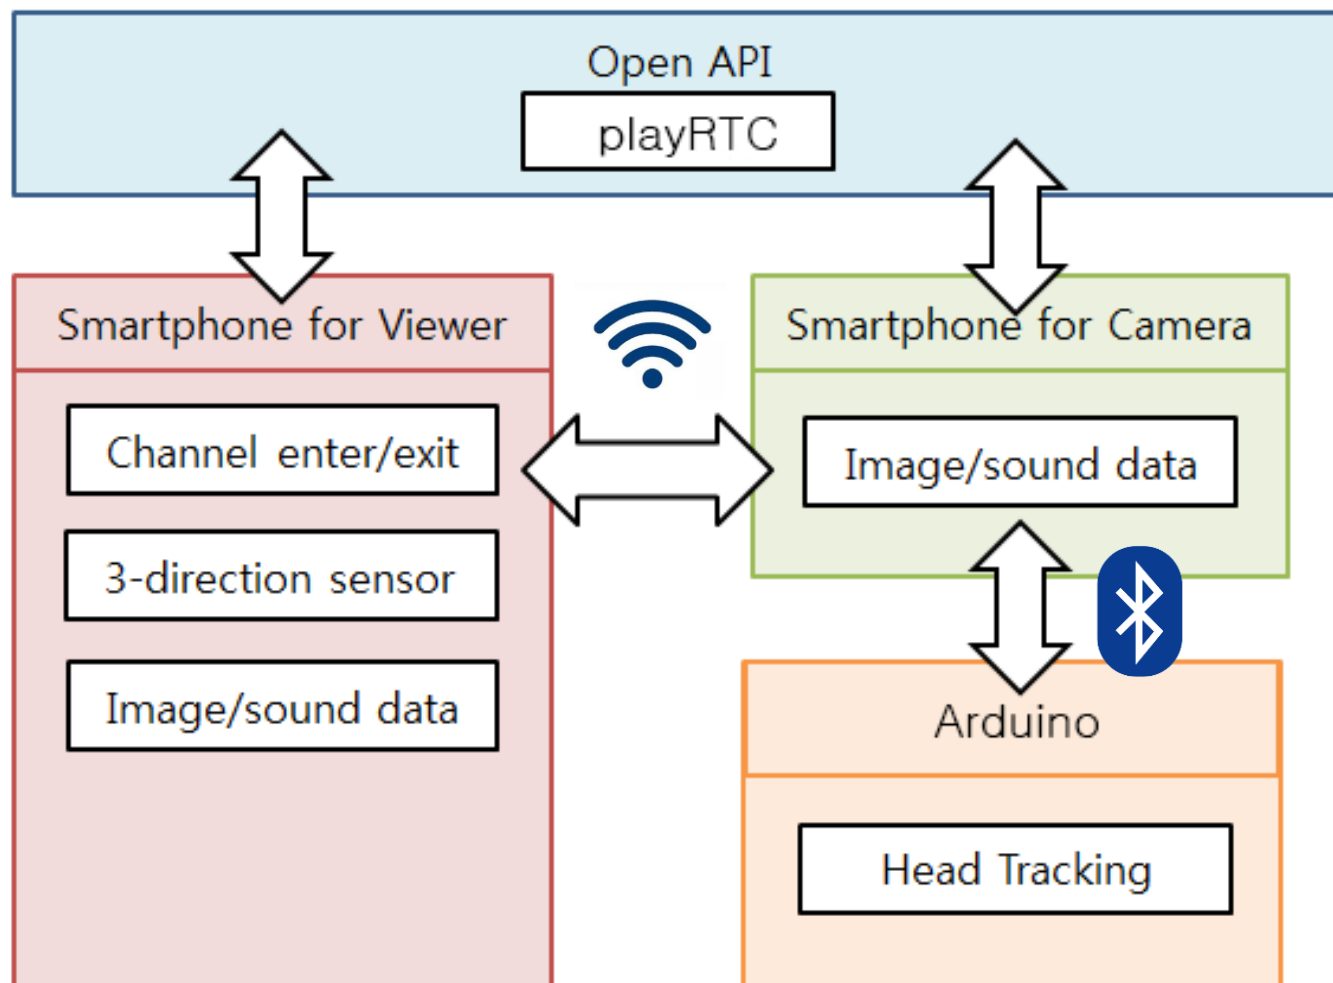 Open API
playRTC
Smartphone for Viewer
Smartphone for Camera
Channel enter/exit
Image/sound data
3-direction sensor
Image/sound data
Arduino
Head Tracking